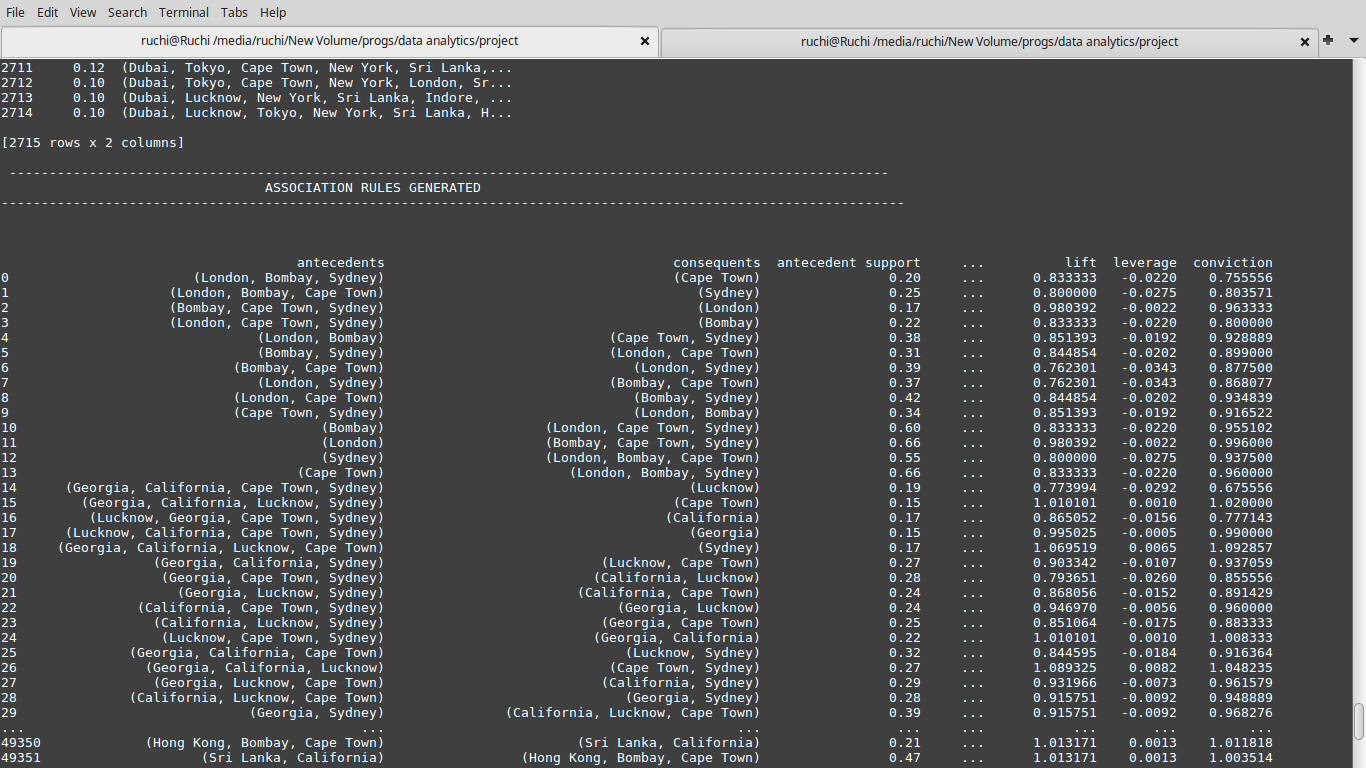 File Edit View Search Terminal Tabs Help
ruchi@Ruchi /media/ruchi/New Volume/progs/data analytics/project ruchi@Ruchi /media/ruchi/New Volume/progs/data analytics/project
2711 0.12 (Dubai, Tokyo, Cape Town, New York, Sri Lanka,...
2712 0.10 (Dubai, Tokyo, Cape Town, New York, London, Sr...
2713 0.10 (Dubai, Lucknow, New York, Sri Lanka, Indore, ...
2714 0.10 (Dubai, Lucknow, Tokyo, New York, Sri Lanka, H...
[2715 rows x 2 columns]
ASSOCIATION RULES GENERATED
antecedents consequents antecedent support ... lift leverage conviction
0 (London, Bombay, Sydney) (Cape Town) 0.20 ... 0.833333 -0.0220 0.755556
1 (London, Bombay, Cape Town) (Sydney) 0.25 ... 0.800000 -0.0275 0.803571
2 (Bombay, Cape Town, Sydney) (London) 0.17 ... 0.980392 -0.0022 0.963333
3 (London, Cape Town, Sydney) (Bombay) 0.22 ... 0.833333 -0.0220 0.800000
4 (London, Bombay) (Cape Town, Sydney) 0.38 ... 0.851393 -0.0192 0.928889
5 (Bombay, Sydney) (London, Cape Town) 0.31 ... 0.844854 -0.0202 0.899000
6 (Bombay, Cape Town) (London, Sydney) 0.39 ... 0.762301 -0.0343 0.877500
7 (London, Sydney) (Bombay, Cape Town) 0.37 ... 0.762301 -0.0343 0.868077
8 (London, Cape Town) (Bombay, Sydney) 0.42 ... 0.844854 -0.0202 0.934839
9 (Cape Town, Sydney) (London, Bombay) 0.34 ... 0.851393 -0.0192 0.916522
10 (Bombay) (London, Cape Town, Sydney) 0.60 ... 0.833333 -0.0220 0.955102
11 (London) (Bombay, Cape Town, Sydney) 0.66 ... 0.980392 -0.0022 0.996000
12 (Sydney) (London, Bombay, Cape Town) 0.55 ... 0.800000 -0.0275 0.937500
13 (Cape Town) (London, Bombay, Sydney) 0.66 ... 0.833333 -0.0220 0.960000
14 (Georgia, California, Cape Town, Sydney) (Lucknow) 0.19 ... 0.773994 -0.0292 0.675556
15 (Georgia, California, Lucknow, Sydney) (Cape Town) 0.15 ... 1.010101 0.0010 1.020000
16 (Lucknow, Georgia, Cape Town, Sydney) (California) 0.17 ... 0.865052 -0.0156 0.777143
17 (Lucknow, California, Cape Town, Sydney) (Georgia) 0.15 ... 0.995025 -0.0005 0.990000
18 (Georgia, California, Lucknow, Cape Town) (Sydney) 0.17 ... 1.069519 0.0065 1.092857
19 (Georgia, California, Sydney) (Lucknow, Cape Town) 0.27 ... 0.903342 -0.0107 0.937059
20 (Georgia, Cape Town, Sydney) (California, Lucknow) 0.28 ... 0.793651 -0.0260 0.855556
21 (Georgia, Lucknow, Sydney) (California, Cape Town) 0.24 ... 0.868056 -0.0152 0.891429
22 (California, Cape Town, Sydney) (Georgia, Lucknow) 0.24 ... 0.946970 -0.0056 0.960000
23 (California, Lucknow, Sydney) (Georgia, Cape Town) 0.25 ... 0.851064 -0.0175 0.883333
24 (Lucknow, Cape Town, Sydney) (Georgia, California) 0.22 ... 1.010101 0.0010 1.008333
25 (Georgia, California, Cape Town) (Lucknow, Sydney) 0.32 ... 0.844595 -0.0184 0.916364
26 (Georgia, California, Lucknow) (Cape Town, Sydney) 0.27 ... 1.089325 0.0082 1.048235
27 (Georgia, Lucknow, Cape Town) (California, Sydney) 0.29 ... 0.931966 -0.0073 0.961579
28 (California, Lucknow, Cape Town) (Georgia, Sydney) 0.28 ... 0.915751 -0.0092 0.948889
29 (Georgia, Sydney) (California, Lucknow, Cape Town) 0.39 ... 0.915751 -0.0092 0.968276
... ... ... ... ... ... ... ...
49350 (Hong Kong, Bombay, Cape Town) (Sri Lanka, California) 0.21 ... 1.013171 0.0013 1.011818
49351 (Sri Lanka, California) (Hong Kong, Bombay, Cape Town) 0.47 ... 1.013171 0.0013 1.003514